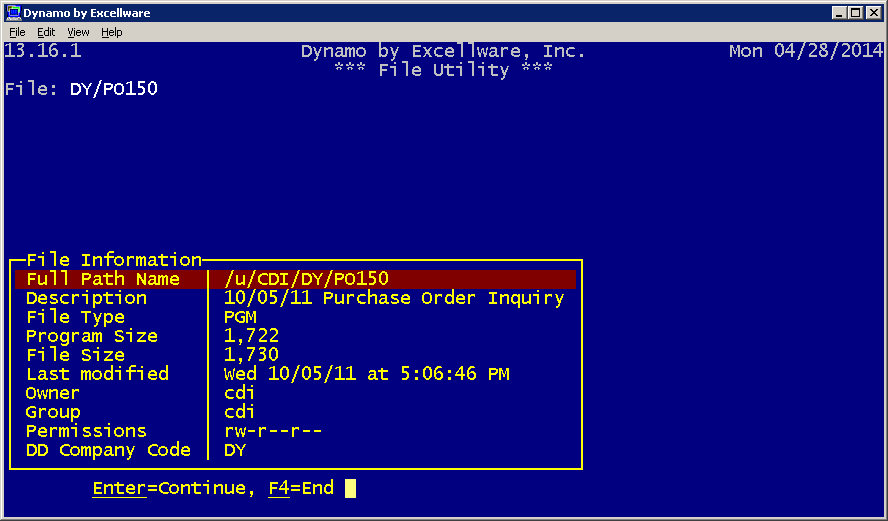 Dynamo by Excellware
File Edit View Help
13.16.1 Dynamo by Excellware, Inc. Mon 04/28/2014
*** File Utility ***
File: DY/PO150
File Information
Full Path Name /u/CDI/DY/PO150
Description 10/05/11 Purchase Order Inquiry
File Type PGM
Program Size 1,722
File Size 1,730
Last modified Wed 10/05/11 at 5:06:46 PM
Owner cdi
Group cdi
Permissions rw-r--r--
DD Company Code DY
Enter=Continue, F4=End